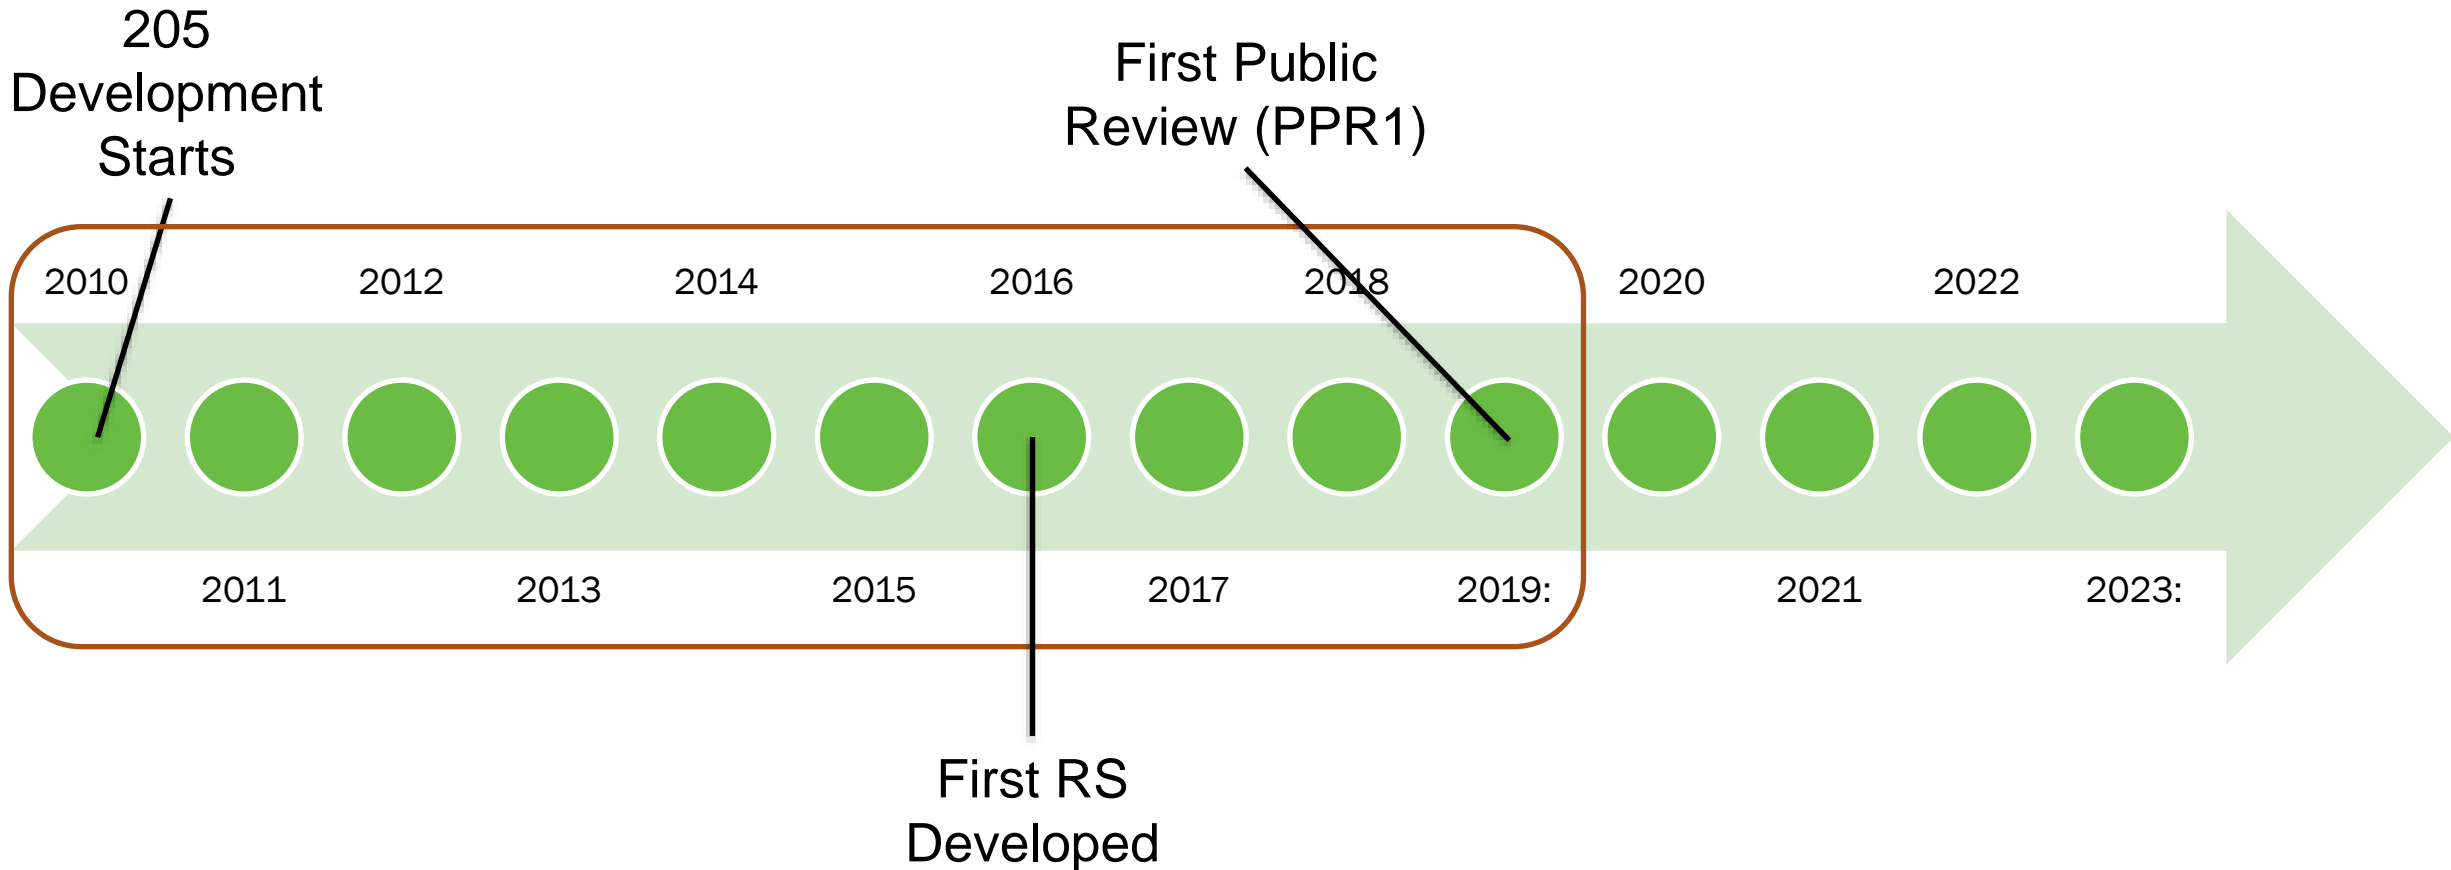 205
Development
Starts
First Public
Review (PPR1)
2010
2012
2014
2016
2018
2020
2022
2011
2013
2015
2017
2019:
2021
2023:
First RS
Developed